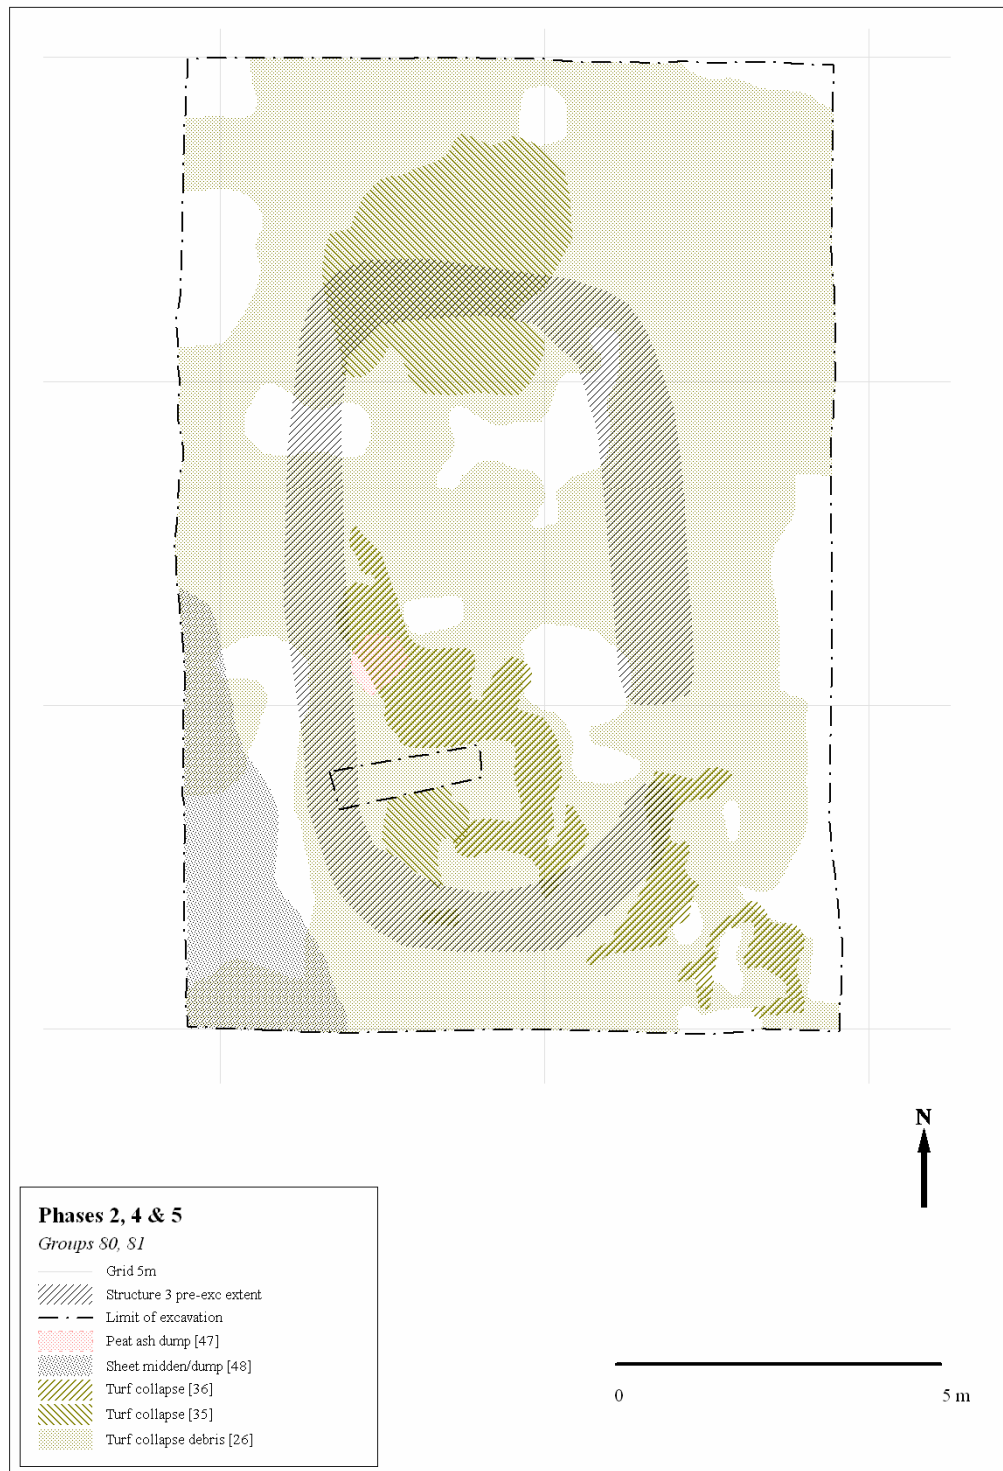 N
Phases 2, 4 & 5
Groups 80, 81
Grid 5m
Structure 3 pre-exc extent
Limit of excavation
Peat ash dump [47]
Sheet midden/dump [48]
Turf collapse [36]
Turf collapse [35]
Turf collapse debris [26]
0 5 m